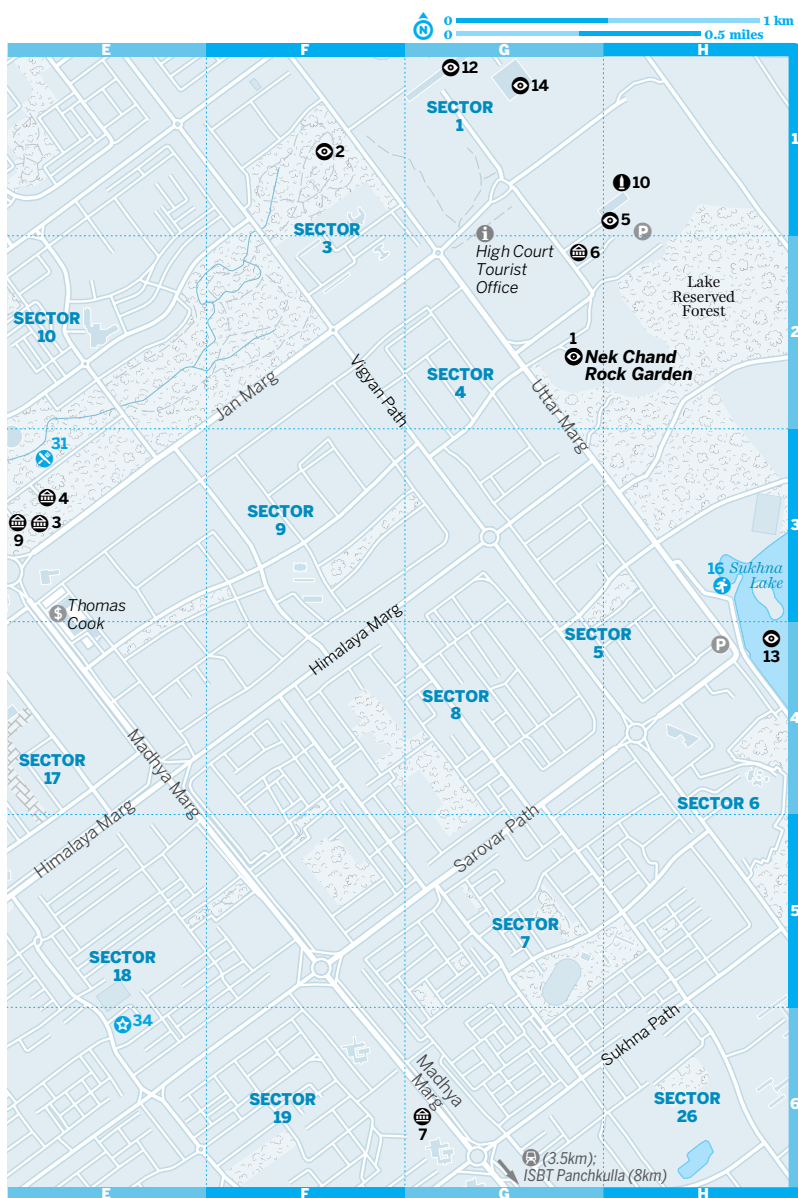 0 1 km
N
0 0.5 miles
E F G H
12
14
SECTOR
1
1
2
10
5
P
SECTOR
3
i
High Court
Tourist
Office
6
Lake
Reserved
Forest
SECTOR
10
2
1
Nek Chand
Rock Garden
Vigyan Path
SECTOR
4
Jan Marg
Uttar Marg
31
4
9
3
SECTOR
9
3
16
Sukhna
Lake
$
Thomas
Cook
Himalaya Marg
SECTOR
5
P
13
SECTOR
8
4
SECTOR
17
Madhya Marg
SECTOR 6
Himalaya Marg
Sarovar Path
5
SECTOR
7
SECTOR
18
34
Sukhna Path
Madhya
Marg
SECTOR
19
7
SECTOR
26
6
(3.5km);
ISBT Panchkulla (8km)
E F G H